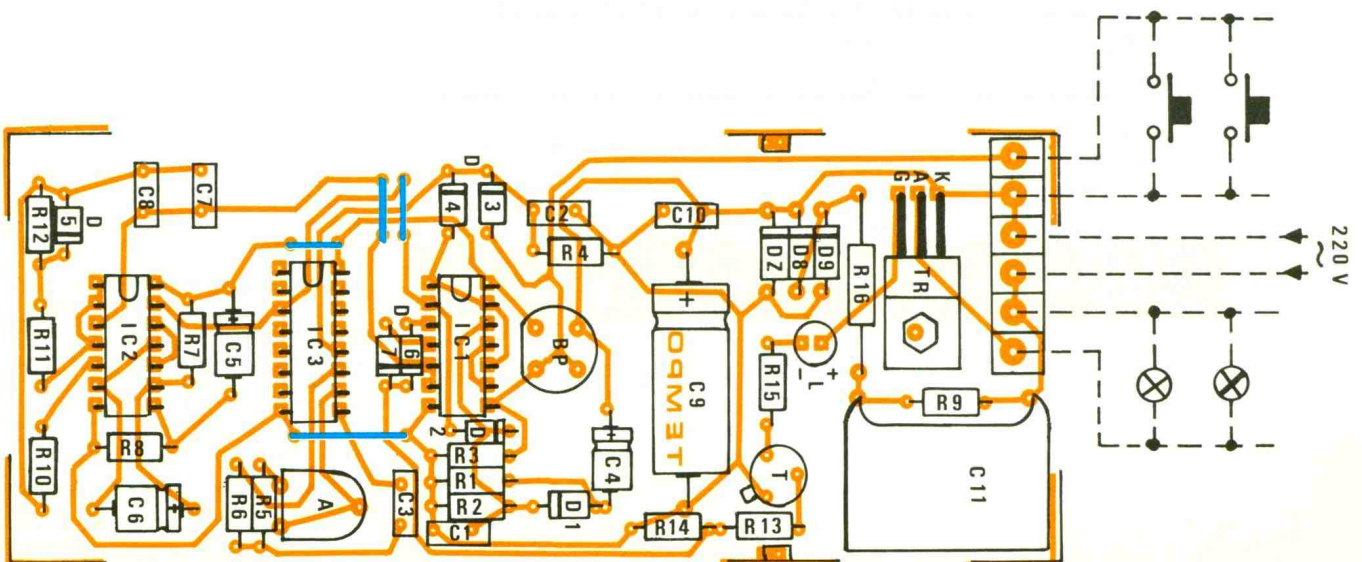 220V
~
K
A
G
TR
D
D
C8
C7
4
3
C2
C10
R4
R12
5
DZ
D8
D9
R16
+
R11
IC2
R7
C5
IC3
D
7
6
IC1
BP
C9
TEMPO
+
L
-
R15
R9
R8
2
D
R3
R1
R2
R10
C6
+
R6
R5
A
C3
C1
D1
C4
+
T
R14
R13
C11